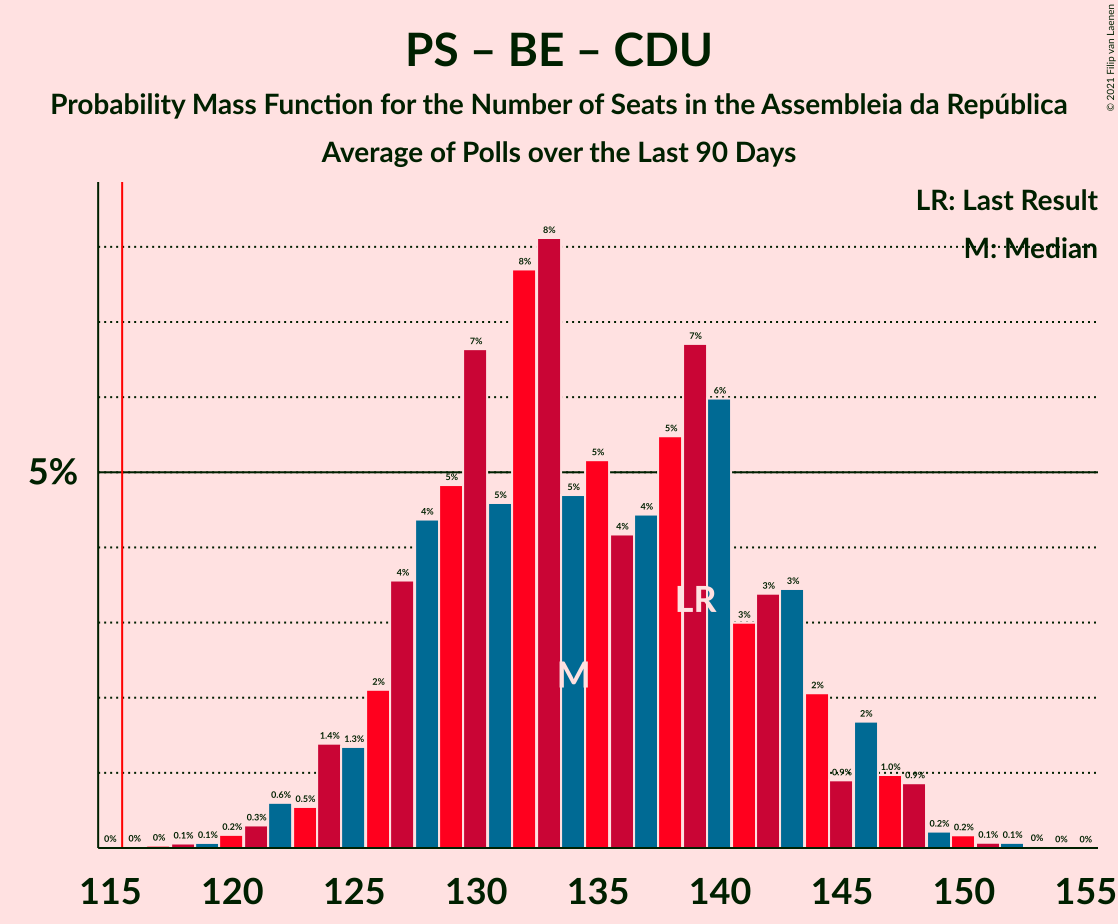 © 2021 Filip van Laenen
PS – BE – CDU
Probability Mass Function for the Number of Seats in the Assembleia da República
Average of Polls over the Last 90 Days
LR: Last Result
M: Median
5%
0% 0% 0% 0.1% 0.1% 0.2% 0.3% 0.6% 0.5% 1.4% 1.3% 2% 4% 4% 5% 7% 5% 8% 8% 5% 5% 4% 4% 5% 7% 6% 3% 3% 3% 2% 0.9% 2% 1.0% 0.9% 0.2% 0.2% 0.1% 0.1% 0% 0% 0%
LR
M
115 120 125 130 135 140 145 150 155